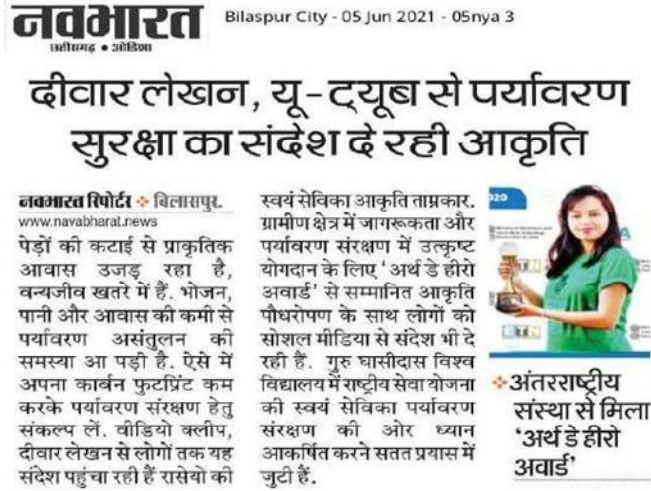 नवभारत
छत्तीसगढ़ • ओडिशा
Bilaspur City - 05 Jun 2021 - 05nya 3
दीवार लेखन, यू-ट्यूब से पर्यावरण
सुरक्षा का संदेश दे रही आकृति
नवभारत रिपोर्टर ❖ बिलासपुर.
www.navabharat.news
पेड़ों की कटाई से प्राकृतिक
आवास उजड़ रहा है,
वन्यजीव खतरे में हैं. भोजन,
पानी और आवास की कमी से
पर्यावरण असंतुलन की
समस्या आ पड़ी है. ऐसे में
अपना कार्बन फुटप्रिंट कम
करके पर्यावरण संरक्षण हेतु
संकल्प लें. वीडियो क्लीप,
दीवार लेखन से लोगों तक यह
संदेश पहुंचा रही हैं रासेयो की
स्वयं सेविका आकृति ताम्रकार.
ग्रामीण क्षेत्र में जागरूकता और
पर्यावरण संरक्षण में उत्कृष्ट
योगदान के लिए 'अर्थ डे हीरो
अवार्ड' से सम्मानित आकृति
पौधरोपण के साथ लोगों को
सोशल मीडिया से संदेश भी दे
रही हैं. गुरु घासीदास विश्व
विद्यालय में राष्ट्रीय सेवा योजना
की स्वयं सेविका पर्यावरण
संरक्षण की ओर ध्यान
आकर्षित करने सतत प्रयास में
जुटी हैं.
❖अंतरराष्ट्रीय
संस्था से मिला
'अर्थ डे हीरो
अवार्ड'